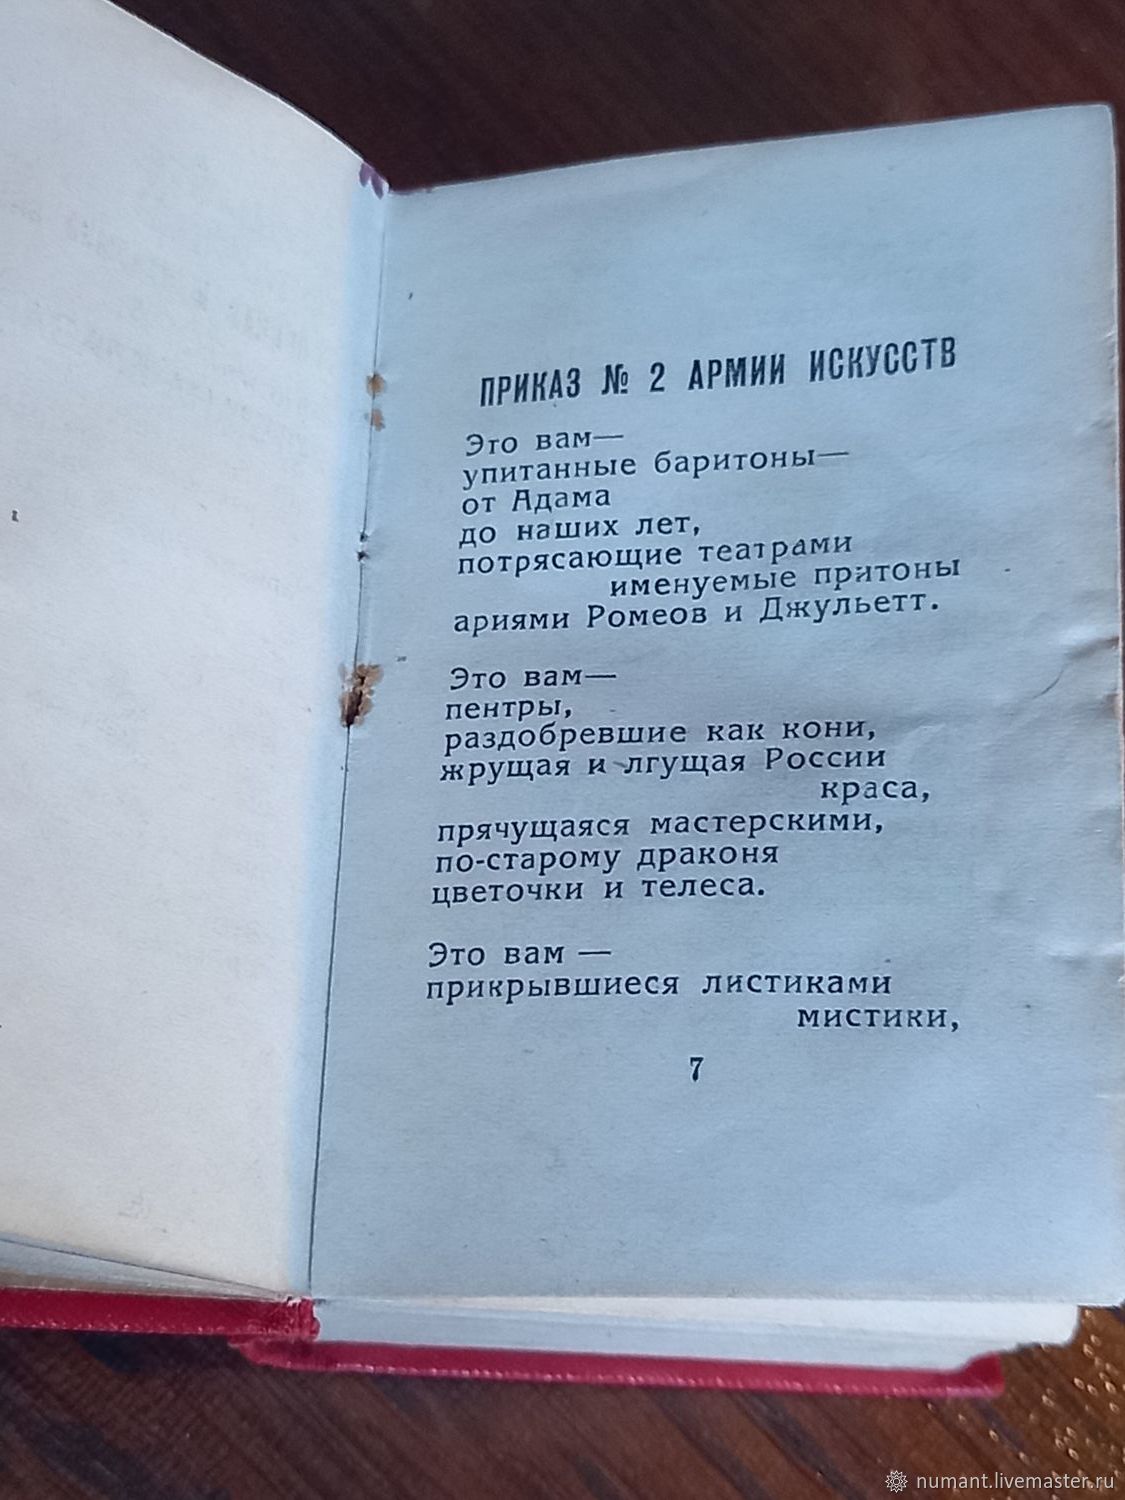 ПРИКАЗ № 2 АРМИИ ИСКУССТВ
Это вам—
упитанные баритоны—
от Адама
до наших лет,
потрясающие театрами
именуемые притоны
ариями Ромеов и Джульетт.
Это вам—
пентры,
раздобревшие как кони,
жрущая и лгущая России
краса,
прячущаяся мастерскими,
по-старому драконя
цветочки и телеса.
Это вам —
прикрывшиеся листиками
мистики,
7
numant.livemaster.ru